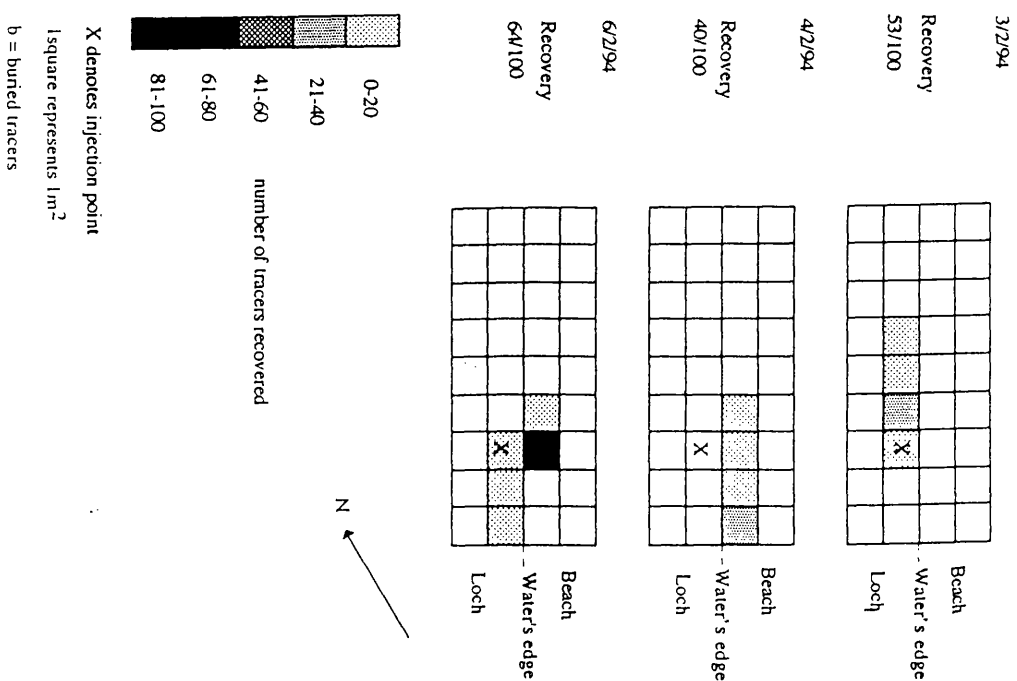 3/2/94
Recovery
53/100
X
Beach
Water's edge
Loch
4/2/94
Recovery
40/100
X
Beach
Water's edge
Loch
6/2/94
Recovery
64/100
X
Beach
Water's edge
Loch
N
0-20
21-40
41-60
61-80
81-100
number of tracers recovered
X denotes injection point
1square represents 1m²
b = buried tracers